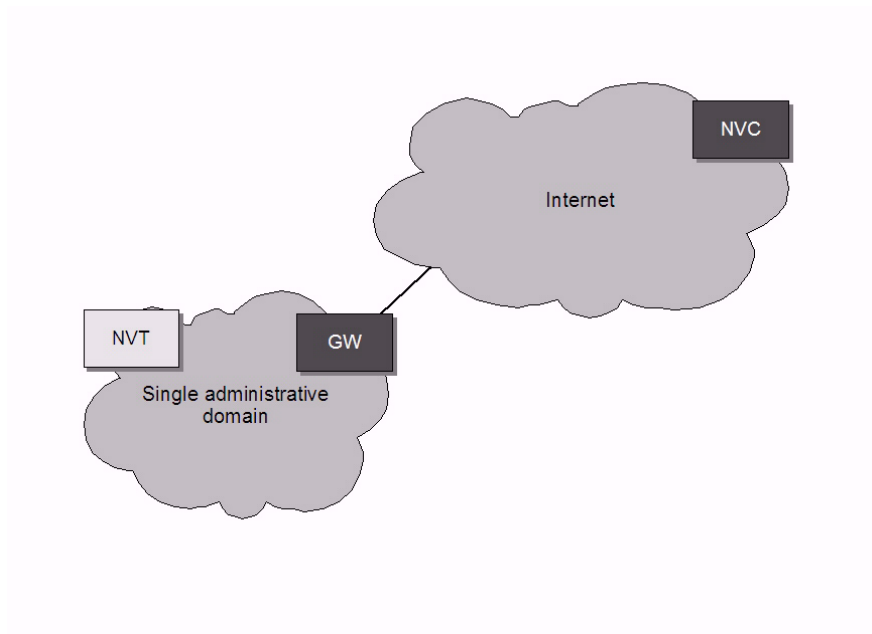 NVC
Internet
NVT
GW
Single administrative
domain